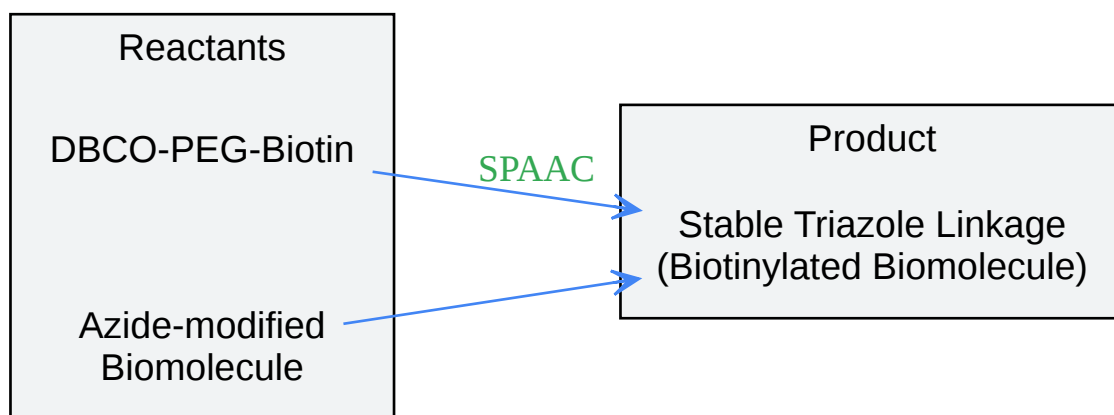 Reactants
DBCO-PEG-Biotin
Azide-modified
Biomolecule
SPAAC
Product
Stable Triazole Linkage
(Biotinylated Biomolecule)